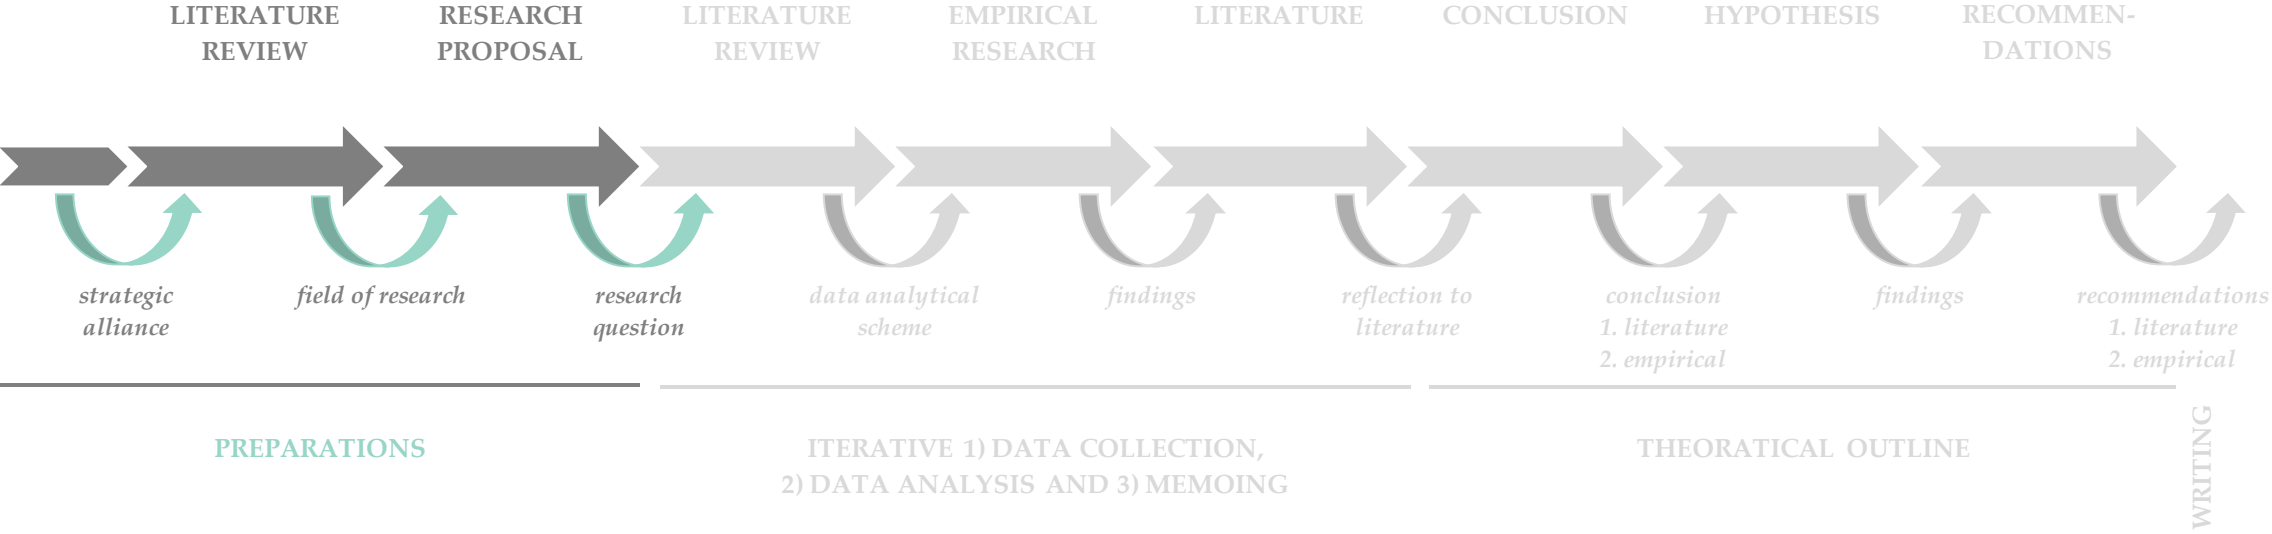 LITERATURE
REVIEW
RESEARCH
PROPOSAL
LITERATURE
REVIEW
EMPIRICAL
RESEARCH
LITERATURE
CONCLUSION
HYPOTHESIS
RECOMMEN-
DATIONS
strategic
alliance
field of research
research
question
data analytical
scheme
findings
reflection to
literature
conclusion
1. literature
2. empirical
findings
recommendations
1. literature
2. empirical
PREPARATIONS
ITERATIVE 1) DATA COLLECTION,
2) DATA ANALYSIS AND 3) MEMOING
THEORATICAL OUTLINE
WRITING